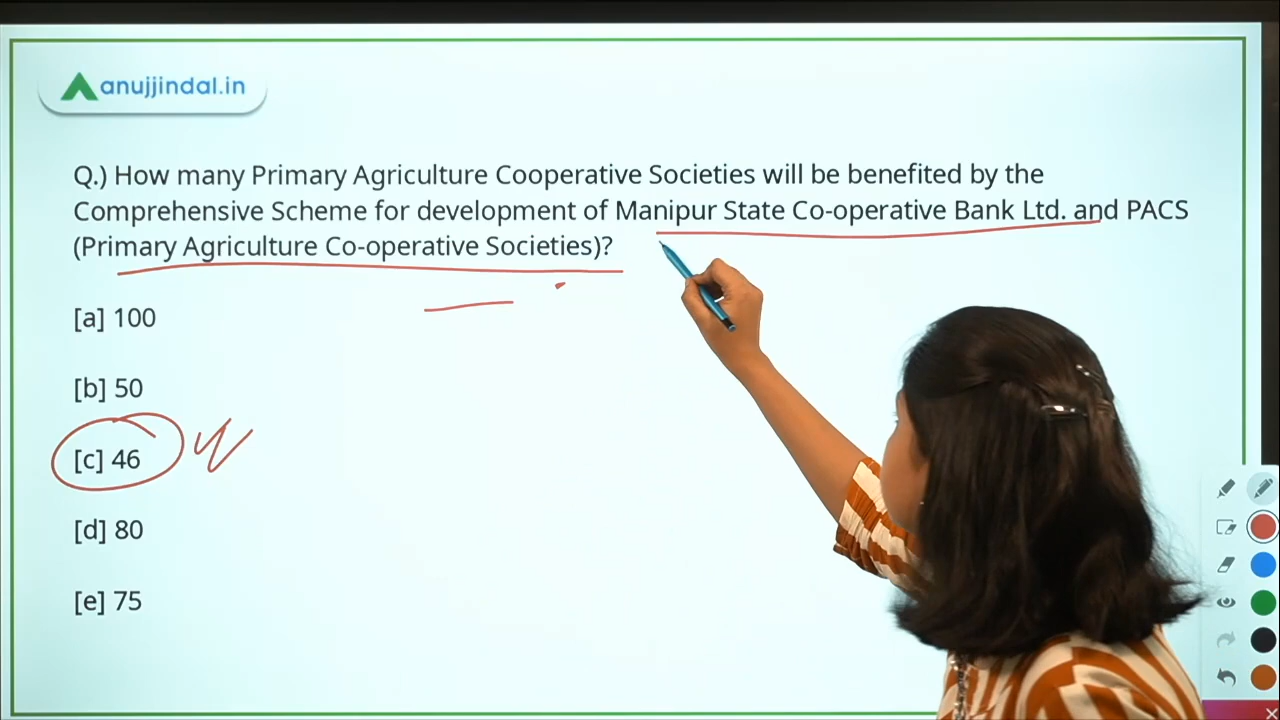 anujjindal.in
Q.) How many Primary Agriculture Cooperative Societies will be benefited by the
Comprehensive Scheme for development of Manipur State Co-operative Bank Ltd. and PACS
(Primary Agriculture Co-operative Societies)?
[a] 100
[b] 50
[c] 46
[d] 80
[e] 75